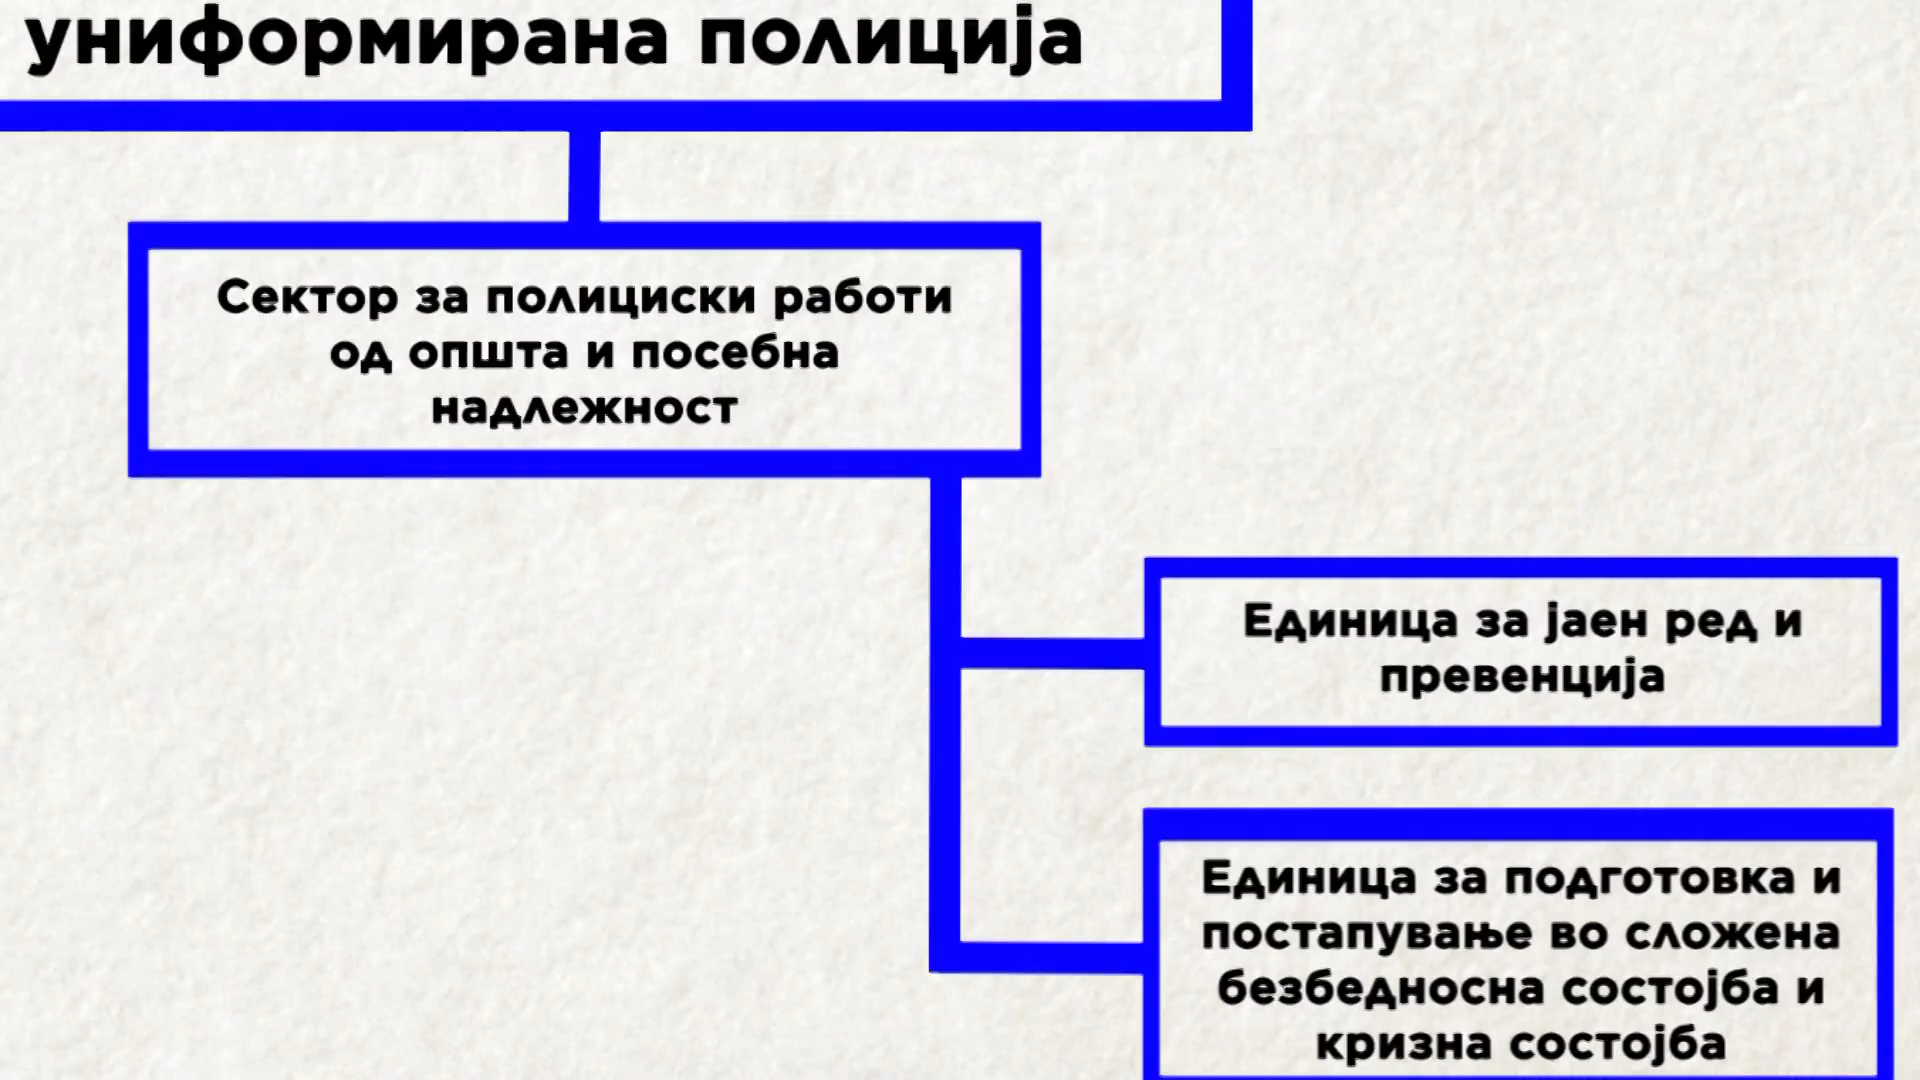 униформирана полиција
Сектор за полициски работи
од општа и посебна
надлежност
Единица за јаен ред и
превенција
Единица за подготовка и
постапување во сложена
безбедносна состојба и
кризна состојба